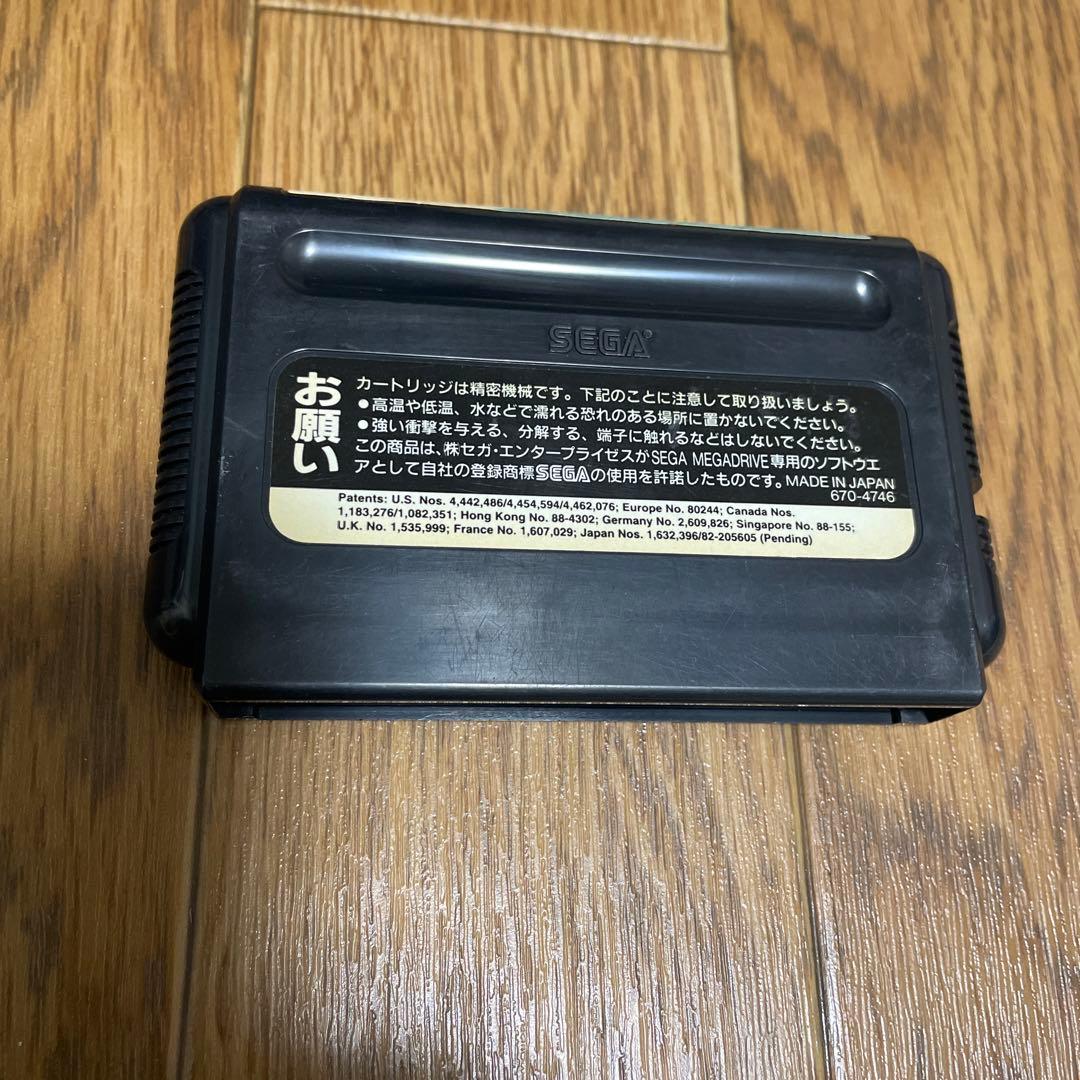 SEGA®
お願い
カートリッジは精密機械です。下記のことに注意して取り扱いましょう。
●高温や低温、水などで濡れる恐れのある場所に置かないでください。
●強い衝撃を与える、分解する、端子に触れるなどはしないでください。
この商品は、㈱セガ・エンタープライゼスがSEGA MEGADRIVE専用のソフトウエ
アとして自社の登録商標SEGAの使用を許諾したものです。MADE IN JAPAN
670-4746
Patents: U.S. Nos. 4,442,486/4,454,594/4,462,076; Europe No. 80244; Canada Nos.
1,183,276/1,082,351; Hong Kong No. 88-4302; Germany No. 2,609,826; Singapore No. 88-155;
U.K. No. 1,535,999; France No. 1,607,029; Japan Nos. 1,632,396/82-205605 (Pending)